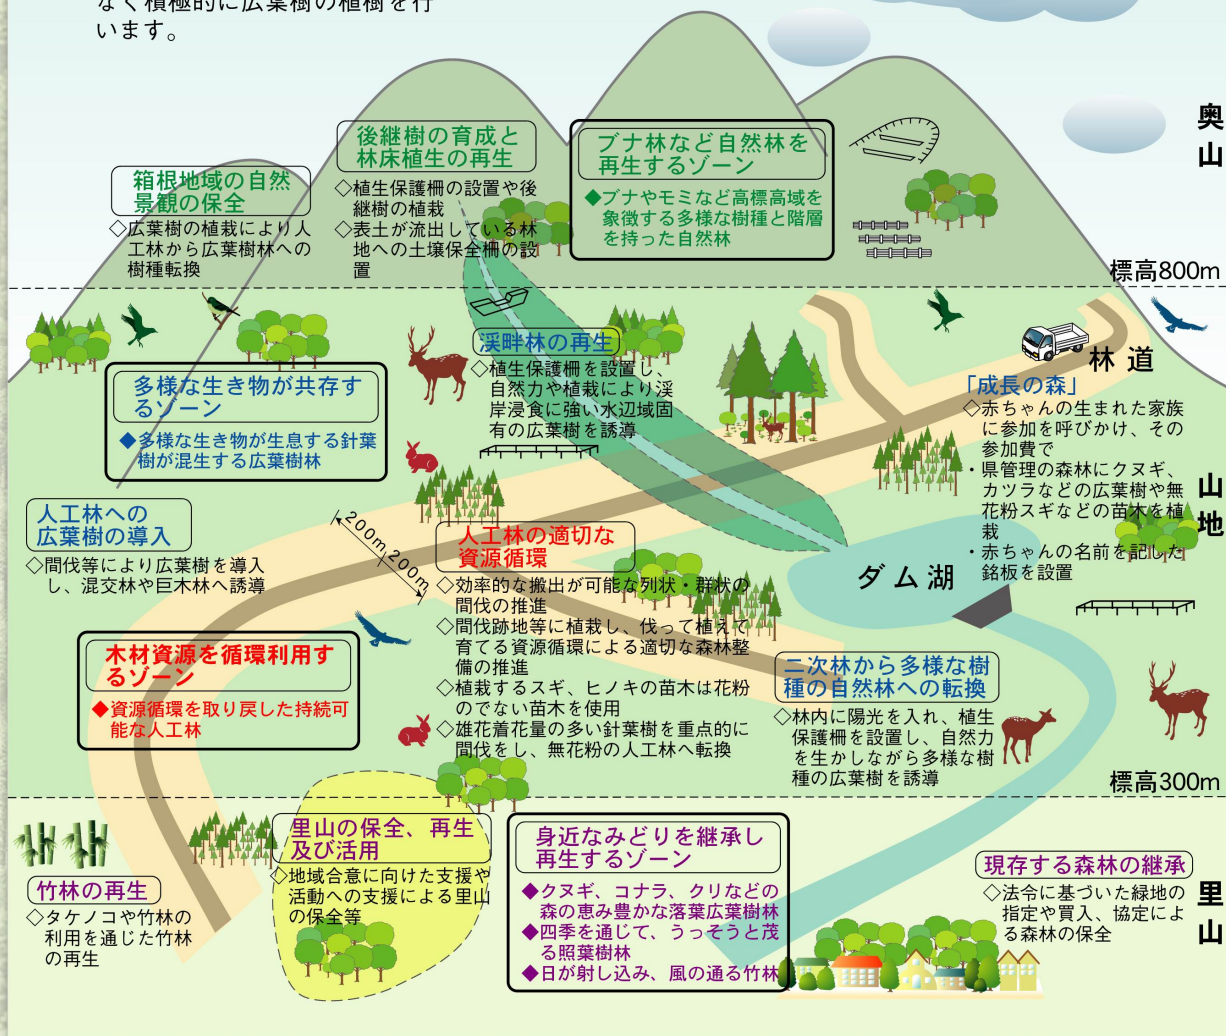 なく積極的に広葉樹の植樹を行
います。
奥山
後継樹の育成と
林床植生の再生
◇植生保護柵の設置や後
継樹の植栽
◇表土が流出している林
地への土壌保全柵の設
置
ブナ林など自然林を
再生するゾーン
◆ブナやモミなど高標高域を
象徴する多様な樹種と階層
を持った自然林
箱根地域の自然
景観の保全
◇広葉樹の植栽により人
工林から広葉樹林への
樹種転換
標高800m
渓畔林の再生
◇植生保護柵を設置し、
自然力や植栽により渓
岸浸食に強い水辺域固
有の広葉樹を誘導
林道
多様な生き物が共存す
るゾーン
◆多様な生き物が生息する針葉
樹が混生する広葉樹林
「成長の森」
◇赤ちゃんの生まれた家族
に参加を呼びかけ、その
参加費で
・県管理の森林にクヌギ、
カツラなどの広葉樹や無
花粉スギなどの苗木を植
栽
・赤ちゃんの名前を記した
銘板を設置
山地
人工林への
広葉樹の導入
◇間伐等により広葉樹を導入
し、混交林や巨木林へ誘導
200m
200m
人工林の適切な
資源循環
◇効率的な搬出が可能な列状・群状の
間伐の推進
◇間伐跡地等に植栽し、伐って植えて
育てる資源循環による適切な森林整
備の推進
◇植栽するスギ、ヒノキの苗木は花粉
のでない苗木を使用
◇雄花着花量の多い針葉樹を重点的に
間伐をし、無花粉の人工林へ転換
ダム湖
木材資源を循環利用す
るゾーン
◆資源循環を取り戻した持続可
能な人工林
二次林から多様な樹
種の自然林への転換
◇林内に陽光を入れ、植生
保護柵を設置し、自然力
を生かしながら多様な樹
種の広葉樹を誘導
標高300m
里山の保全、再生
及び活用
◇地域合意に向けた支援や
活動への支援による里山
の保全等
身近なみどりを継承し
再生するゾーン
◆クヌギ、コナラ、クリなどの
森の恵み豊かな落葉広葉樹林
◆四季を通じて、うっそうと茂
る照葉樹林
◆日が射し込み、風の通る竹林
竹林の再生
◇タケノコや竹林の
利用を通じた竹林
の再生
現存する森林の継承
◇法令に基づいた緑地の
指定や買入、協定によ
る森林の保全
里山